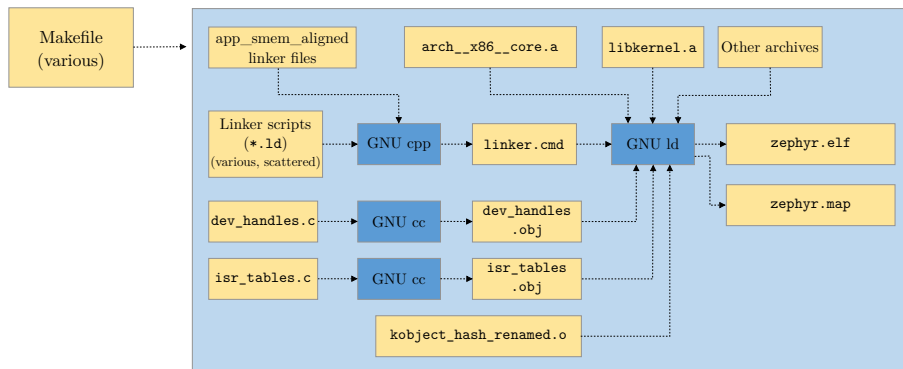 Makefile
(various)
app_smem_aligned
linker files
arch__x86__core.a
libkernel.a
Other archives
Linker scripts
(*.ld)
(various, scattered)
GNU cpp
linker.cmd
GNU ld
zephyr.elf
zephyr.map
dev_handles.c
GNU cc
dev_handles
.obj
isr_tables.c
GNU cc
isr_tables
.obj
kobject_hash_renamed.o